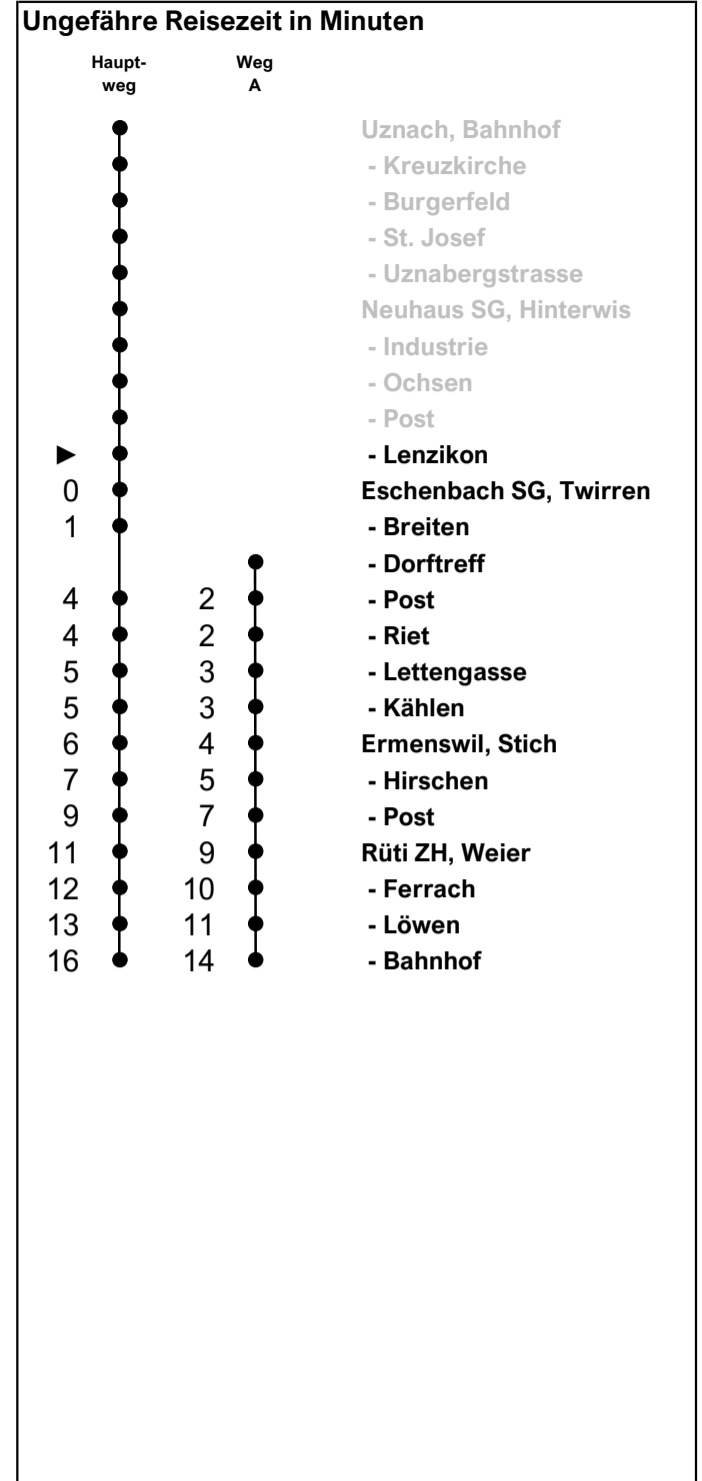 Ungefähre Reisezeit in Minuten
Haupt- Weg
weg A
Uznach, Bahnhof
- Kreuzkirche
- Burgerfeld
- St. Josef
- Uznabergstrasse
Neuhaus SG, Hinterwis
- Industrie
- Ochsen
- Post
► - Lenzikon
0 Eschenbach SG, Twirren
1 - Breiten
- Dorftreff
4 2 - Post
4 2 - Riet
5 3 - Lettengasse
5 3 - Kählen
6 4 Ermenswil, Stich
7 5 - Hirschen
9 7 - Post
11 9 Rüti ZH, Weier
12 10 - Ferrach
13 11 - Löwen
16 14 - Bahnhof